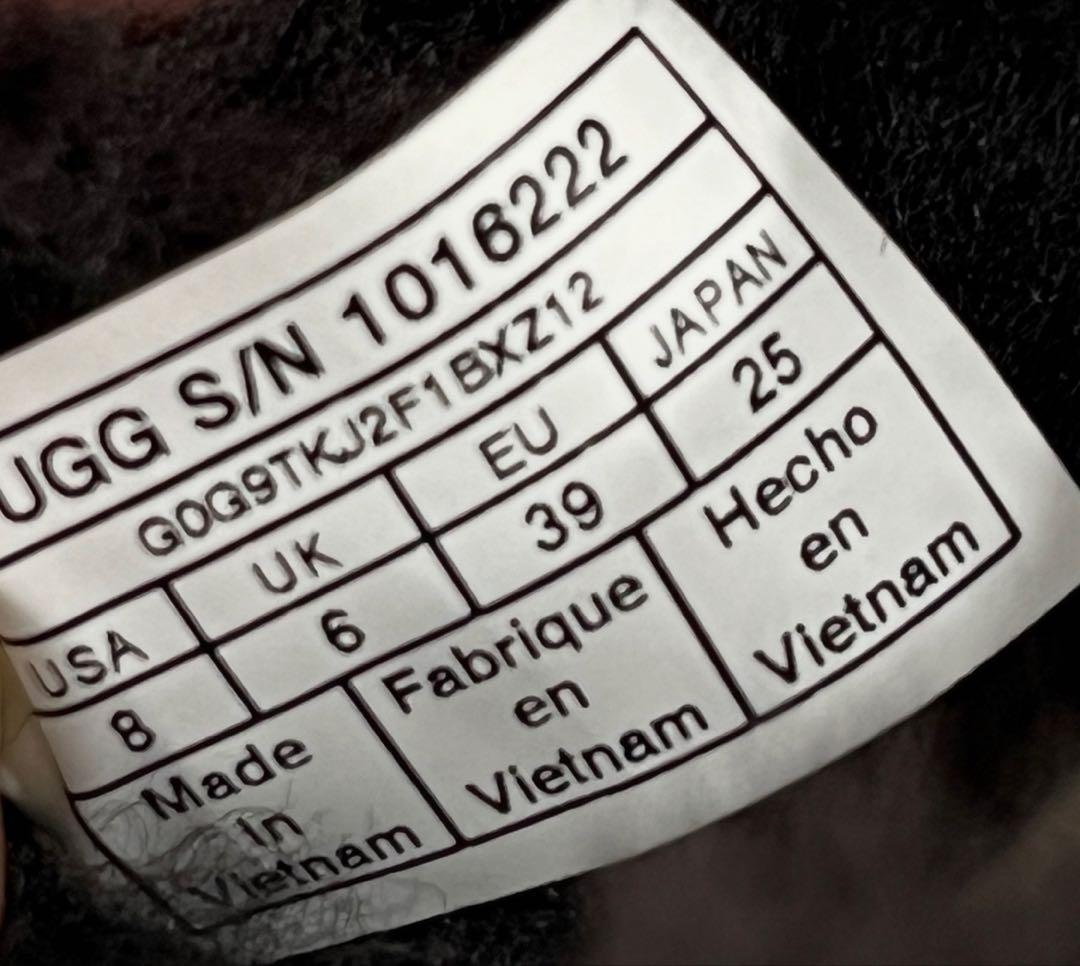 UGG S/N 1016222
G0G9TKJ2F1BXZ12
USA UK EU JAPAN
8 6 39 25
Made
in
Vietnam
Fabrique
en
Vietnam
Hecho
en
Vietnam